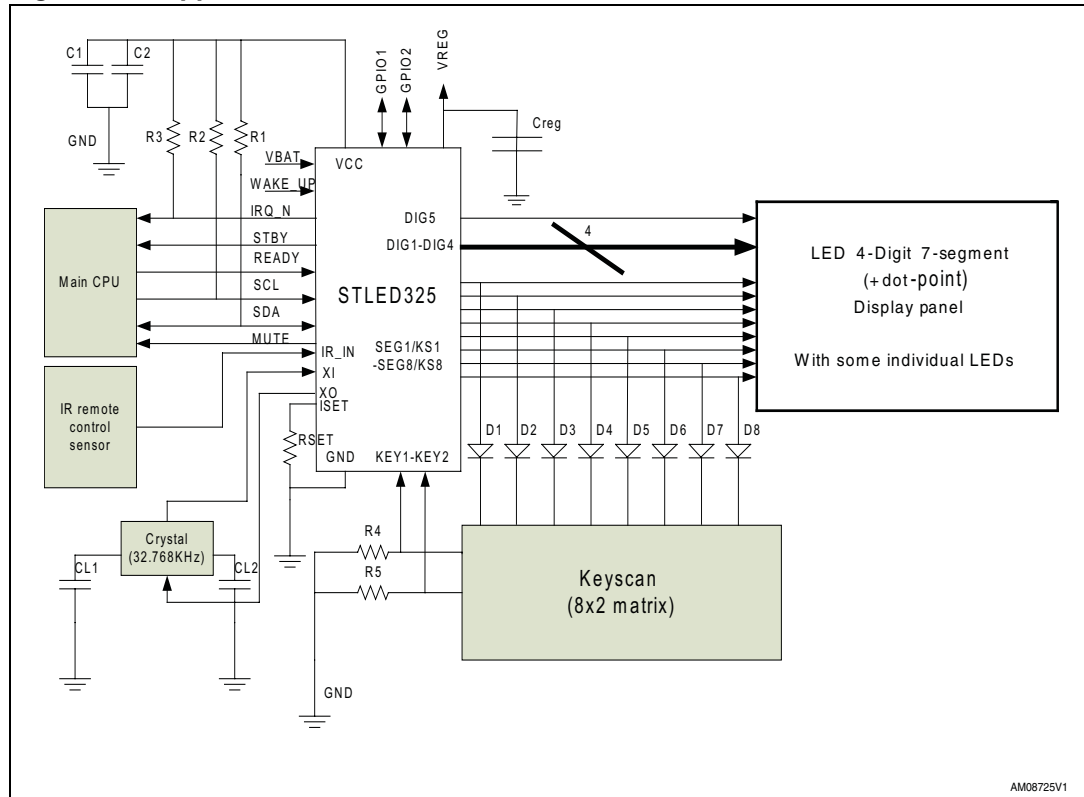 C1
C2
GND
R3
R2
R1
GPIO1
GPIO2
VREG
Creg
VBAT
VCC
WAKE_UP
IRQ_N
STBY
READY
SCL
SDA
MUTE
Main CPU
STLED325
DIG5
DIG1-DIG4
4
SEG1/KS1
-SEG8/KS8
LED 4-Digit 7-segment
(+dot-point)
Display panel
With some individual LEDs
IR_IN
XI
XO
ISET
IR remote
control
sensor
RSET
GND
KEY1-KEY2
D1
D2
D3
D4
D5
D6
D7
D8
Crystal
(32.768KHz)
CL1
CL2
R4
R5
Keyscan
(8x2 matrix)
GND
AM08725V1